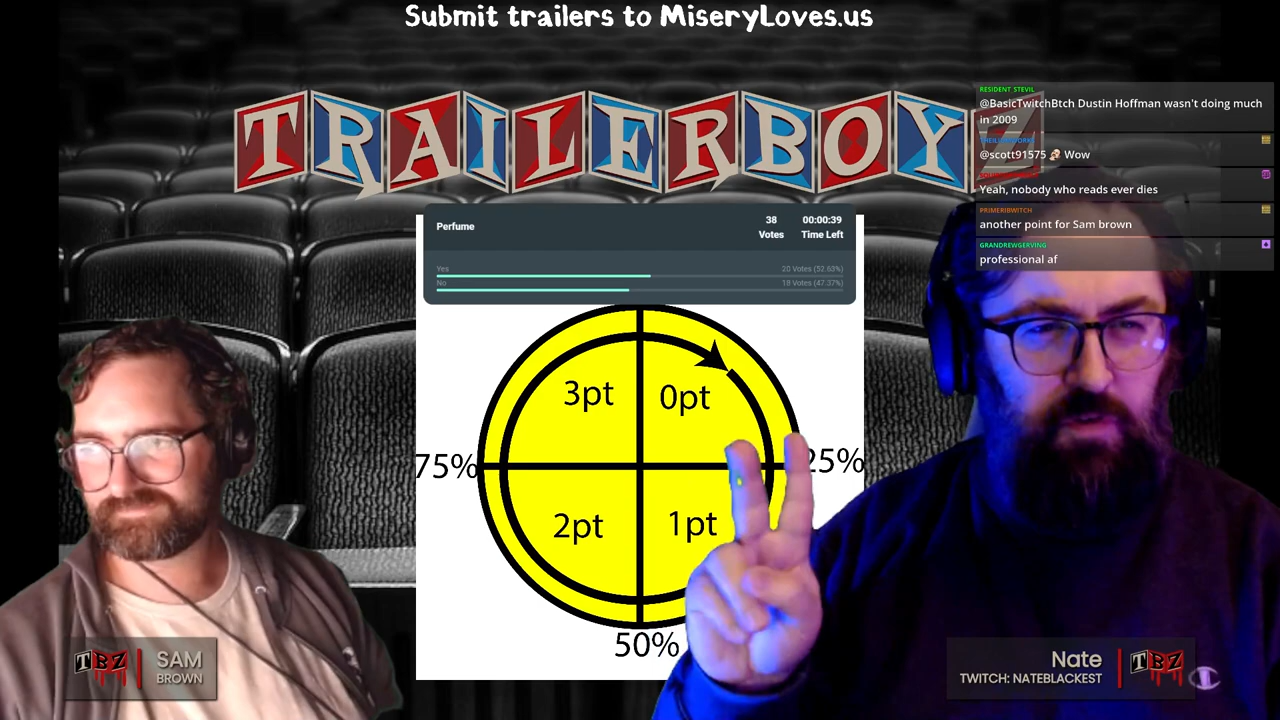 Submit trailers to MiseryLoves.us
TRAILERBOYZ
RESIDENT STEVIL
@BasicTwitchBtch Dustin Hoffman wasn't doing much
in 2009
@scott91575 Wow
Yeah, nobody who reads ever dies
PRIMERIBWITCH
another point for Sam brown
GRANDREWGERVING
professional af
Perfume
38
Votes
00:00:39
Time Left
Yes
20 Votes (52.63%)
No
18 Votes (47.37%)
3pt
0pt
75%
25%
2pt
1pt
50%
TBZ
SAM
BROWN
Nate
TWITCH: NATEBLACKEST
TBZ